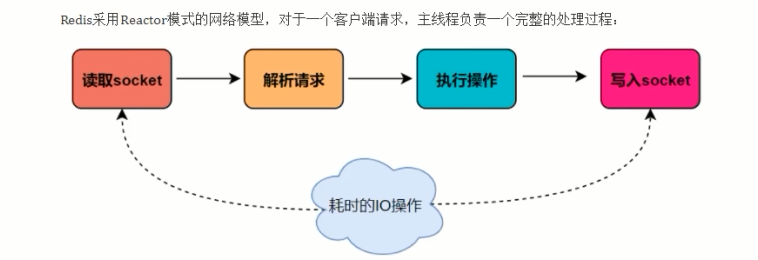 Redis采用Reactor模式的网络模型，对于一个客户端请求，主线程负责一个完整的处理过程：
读取socket
解析请求
执行操作
写入socket
耗时的IO操作